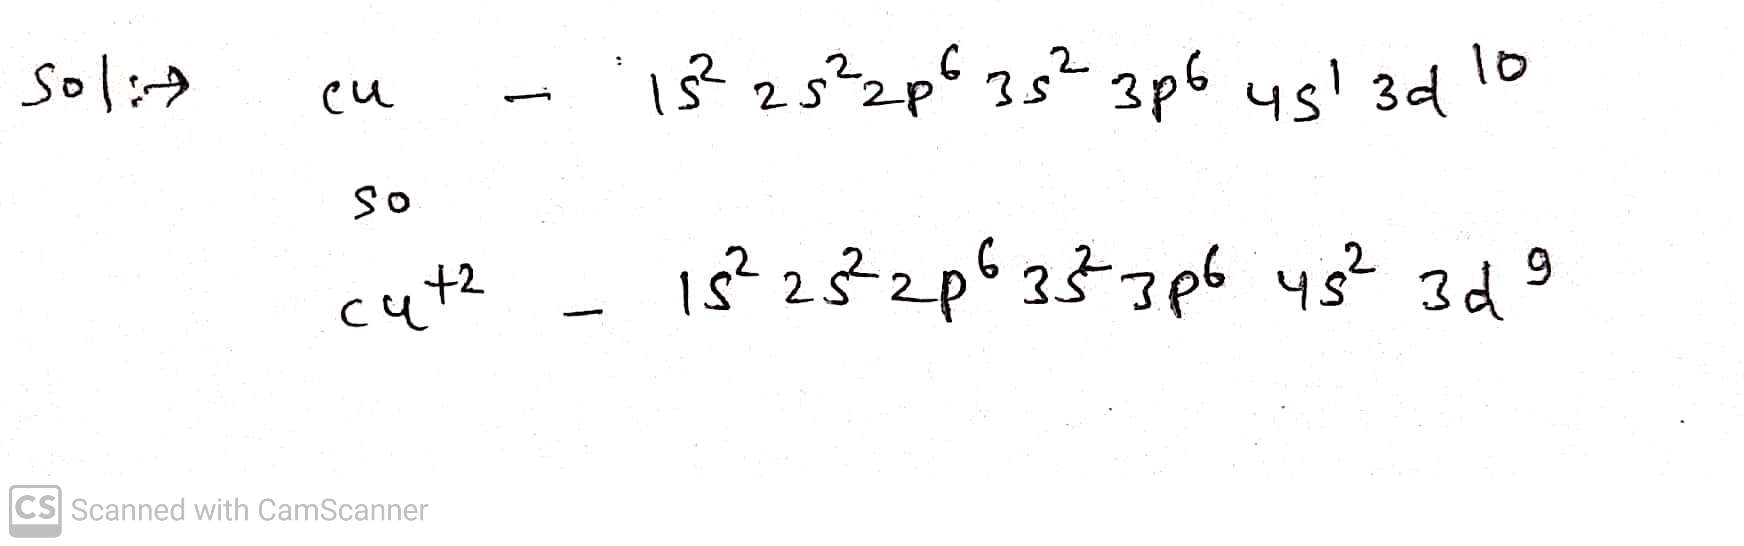 Sol:→ cu - 1s² 2s² 2p⁶ 3s² 3p⁶ 4s¹ 3d¹⁰
so
cu⁺² - 1s² 2s² 2p⁶ 3s² 3p⁶ 4s² 3d⁹
CS Scanned with CamScanner